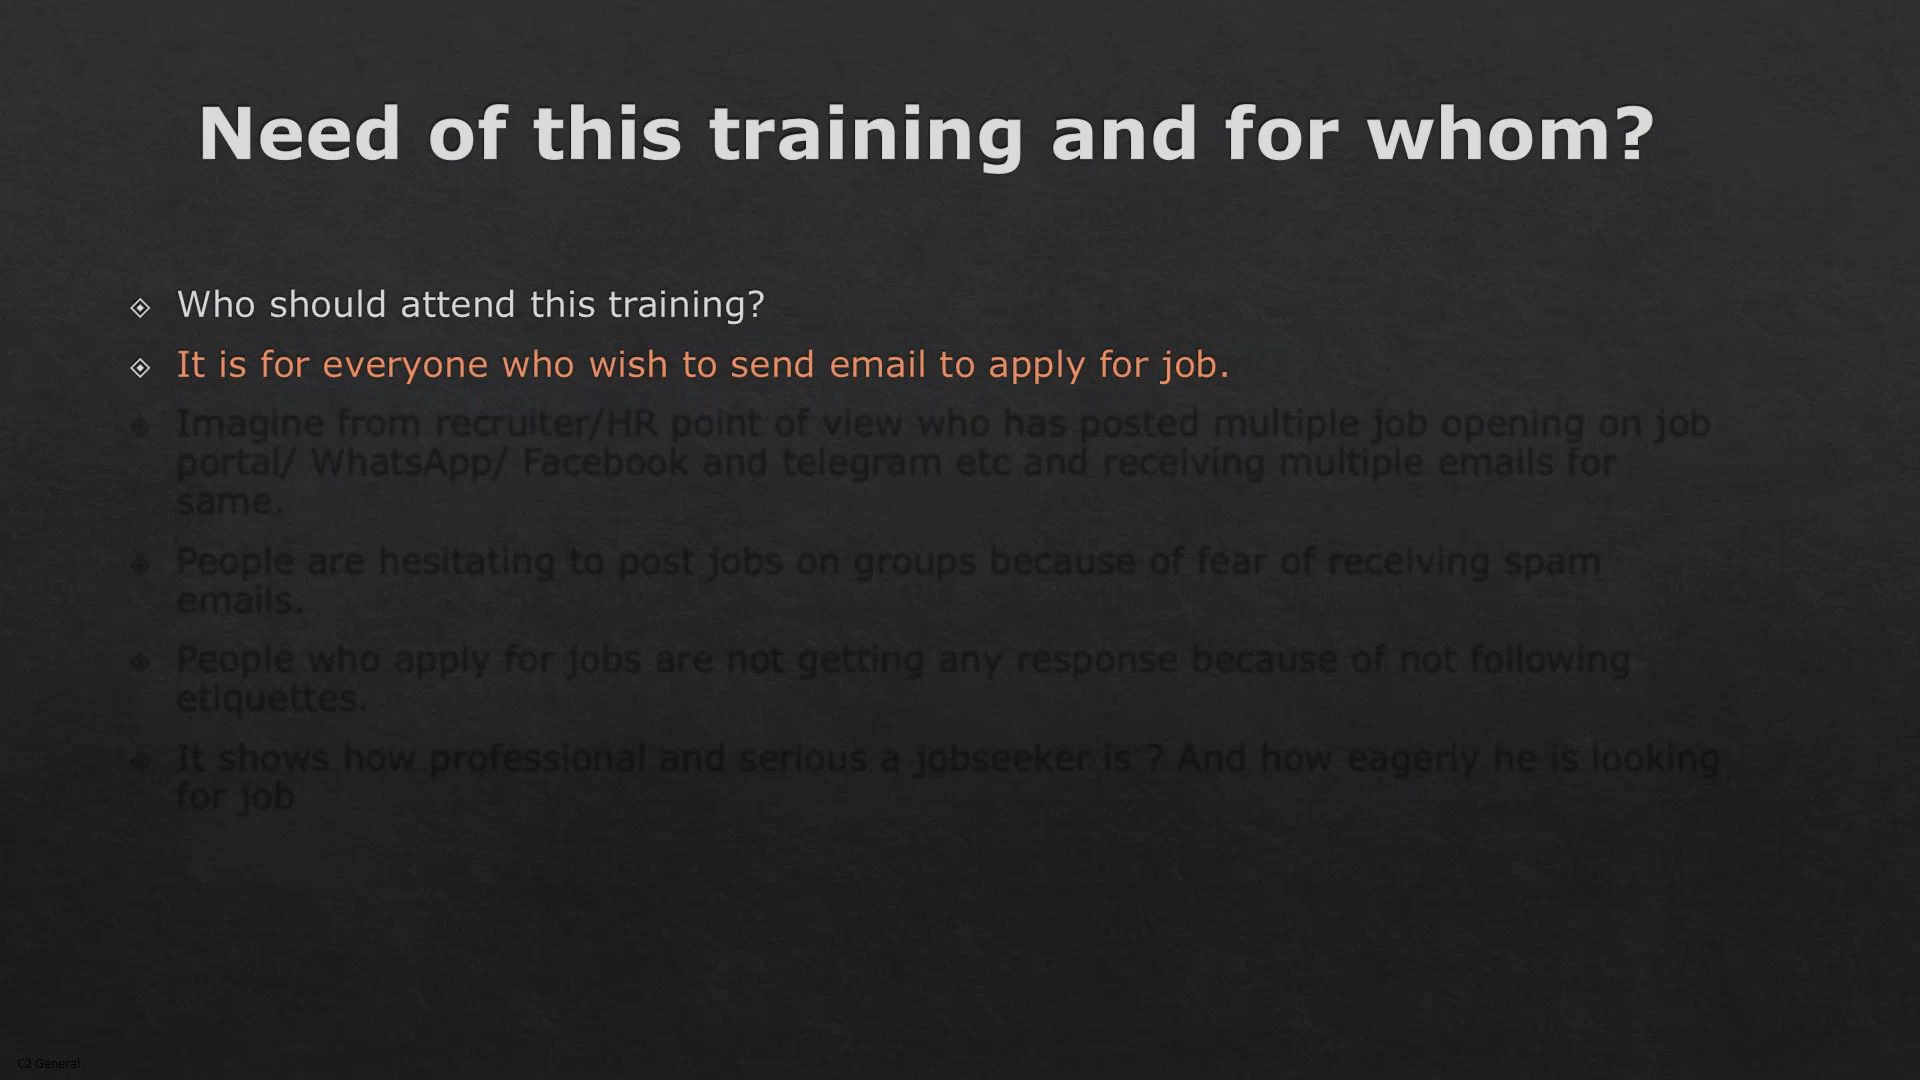 Need of this training and for whom?
Who should attend this training?
It is for everyone who wish to send email to apply for job.
Imagine from recruiter/HR point of view who has posted multiple job opening on job
portal/ WhatsApp/ Facebook and telegram etc and receiving multiple emails for
same.
People are hesitating to post jobs on groups because of fear of receiving spam
emails.
People who apply for jobs are not getting any response because of not following
etiquettes.
It shows how professional and serious a jobseeker is ? And how eagerly he is looking
for job
C2 General